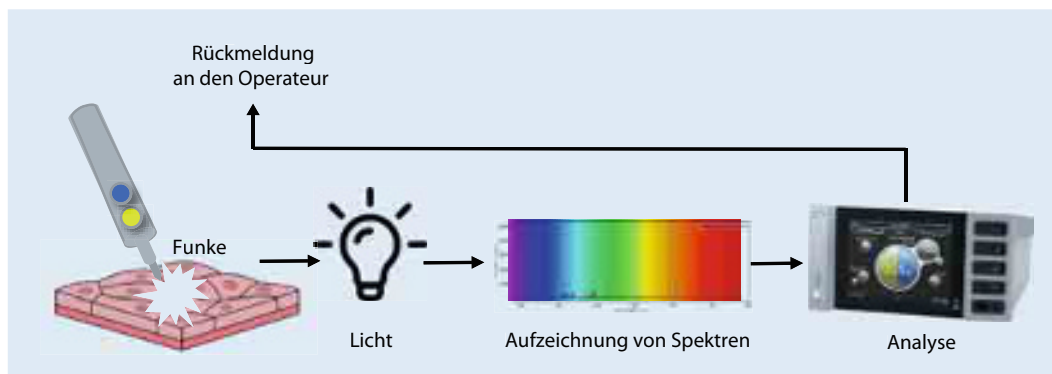 Rückmeldung
an den Operateur
Funke
Licht
Aufzeichnung von Spektren
Analyse